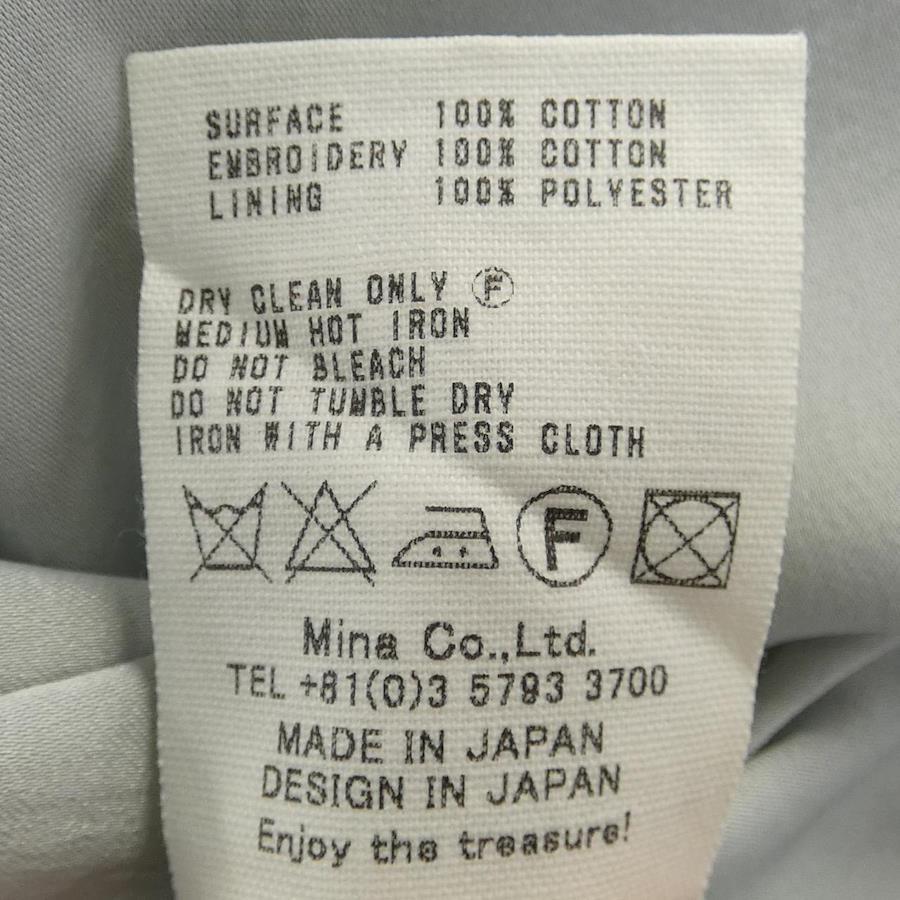 SURFACE 100% COTTON
EMBROIDERY 100% COTTON
LINING 100% POLYESTER
DRY CLEAN ONLY Ⓕ
MEDIUM HOT IRON
DO NOT BLEACH
DO NOT TUMBLE DRY
IRON WITH A PRESS CLOTH
F
Mina Co.,Ltd.
TEL +81(0)3 5793 3700
MADE IN JAPAN
DESIGN IN JAPAN
Enjoy the treasure!